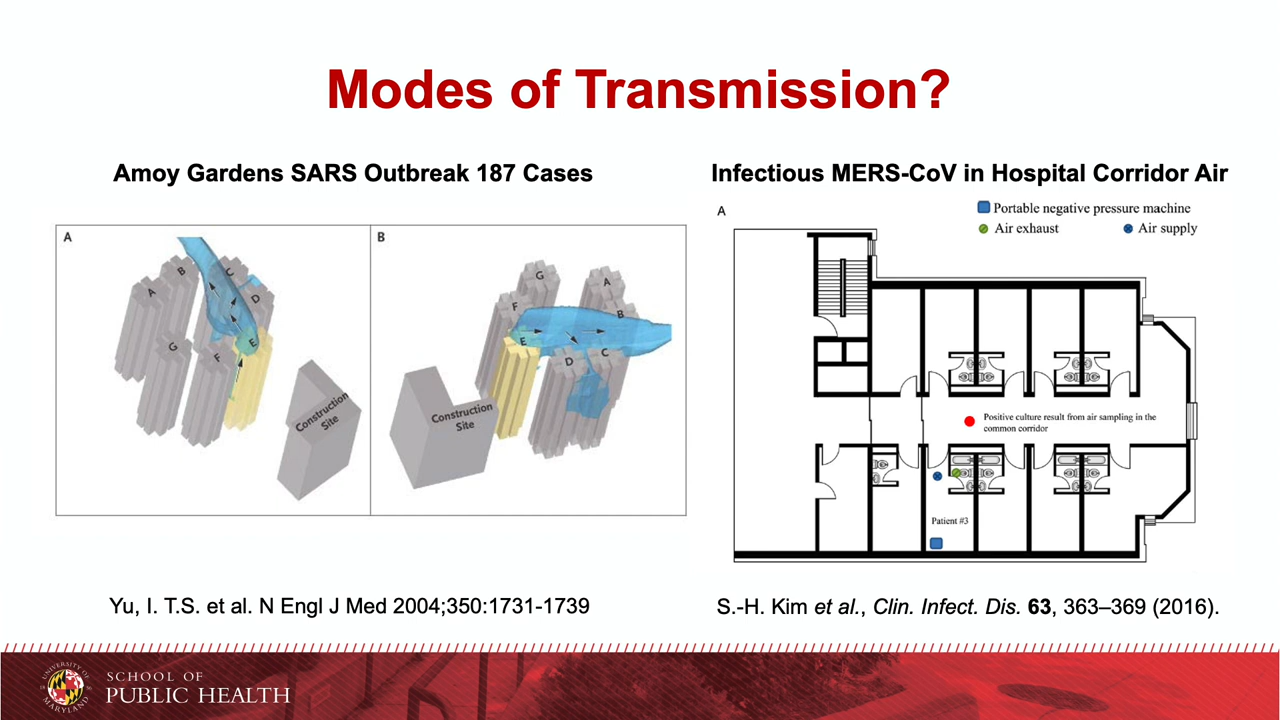 Modes of Transmission?
Amoy Gardens SARS Outbreak 187 Cases
A
B
C
A
B
D
G
F
E
Construction
Site
B
G
A
F
B
E
D
C
Construction
Site
Yu, I. T.S. et al. N Engl J Med 2004;350:1731-1739
Infectious MERS-CoV in Hospital Corridor Air
A
Portable negative pressure machine
Air exhaust
Air supply
Positive culture result from air sampling in the
common corridor
Patient #3
S.-H. Kim et al., Clin. Infect. Dis. 63, 363–369 (2016).
UNIVERSITY OF
MARYLAND
SCHOOL OF
PUBLIC HEALTH